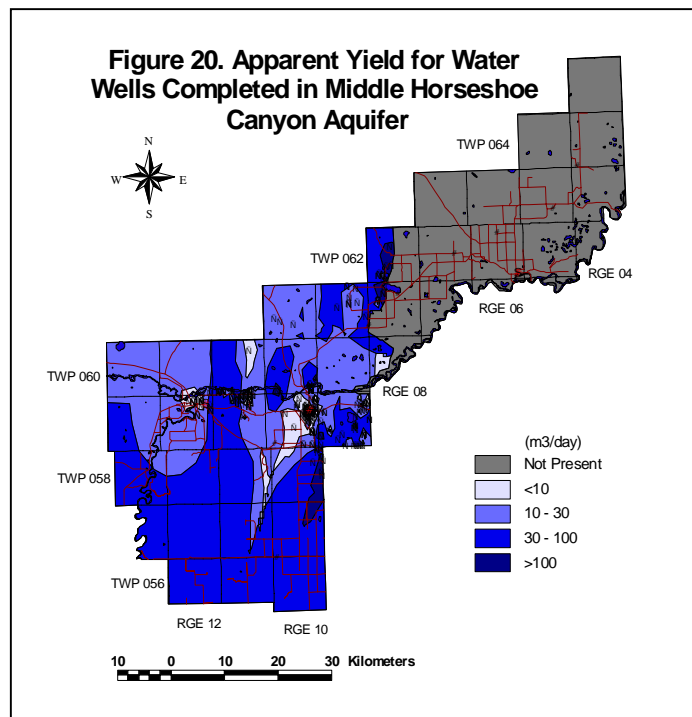 Figure 20. Apparent Yield for Water
Wells Completed in Middle Horseshoe
Canyon Aquifer
TWP 064
N
W E
S
TWP 062
RGE 04
RGE 06
TWP 060
RGE 08
(m3/day)
Not Present
<10
10 - 30
30 - 100
>100
TWP 058
TWP 056
RGE 12
RGE 10
10 0 10 20 30 Kilometers